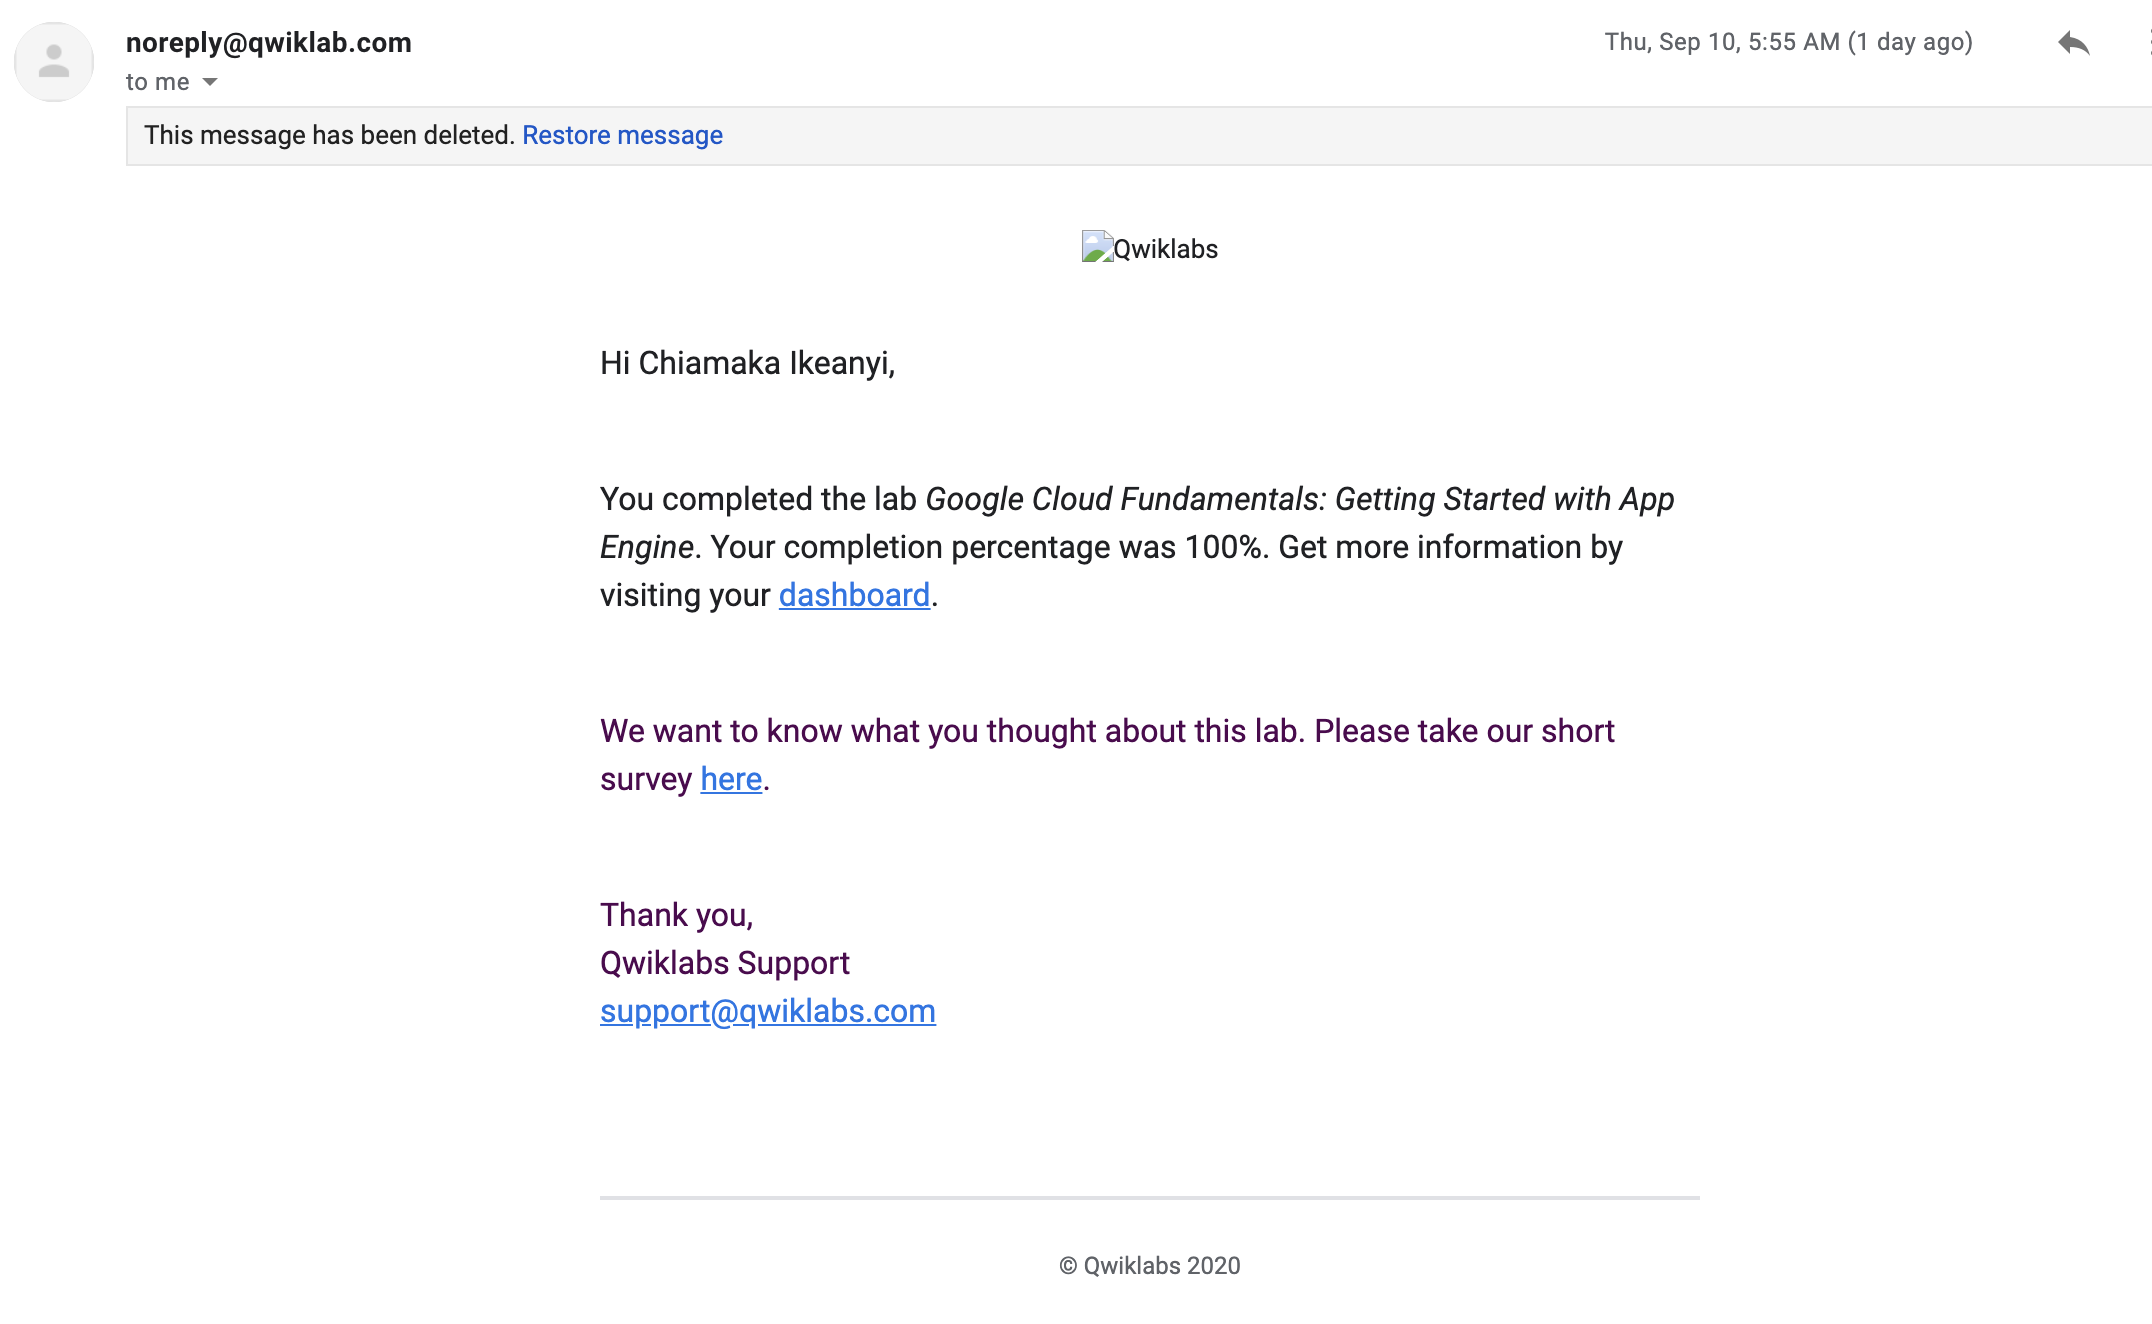 noreply@qwiklab.com
Thu, Sep 10, 5:55 AM (1 day ago)
to me
This message has been deleted. Restore message
Qwiklabs
Hi Chiamaka Ikeanyi,
You completed the lab Google Cloud Fundamentals: Getting Started with App
Engine. Your completion percentage was 100%. Get more information by
visiting your dashboard.
We want to know what you thought about this lab. Please take our short
survey here.
Thank you,
Qwiklabs Support
support@qwiklabs.com
© Qwiklabs 2020